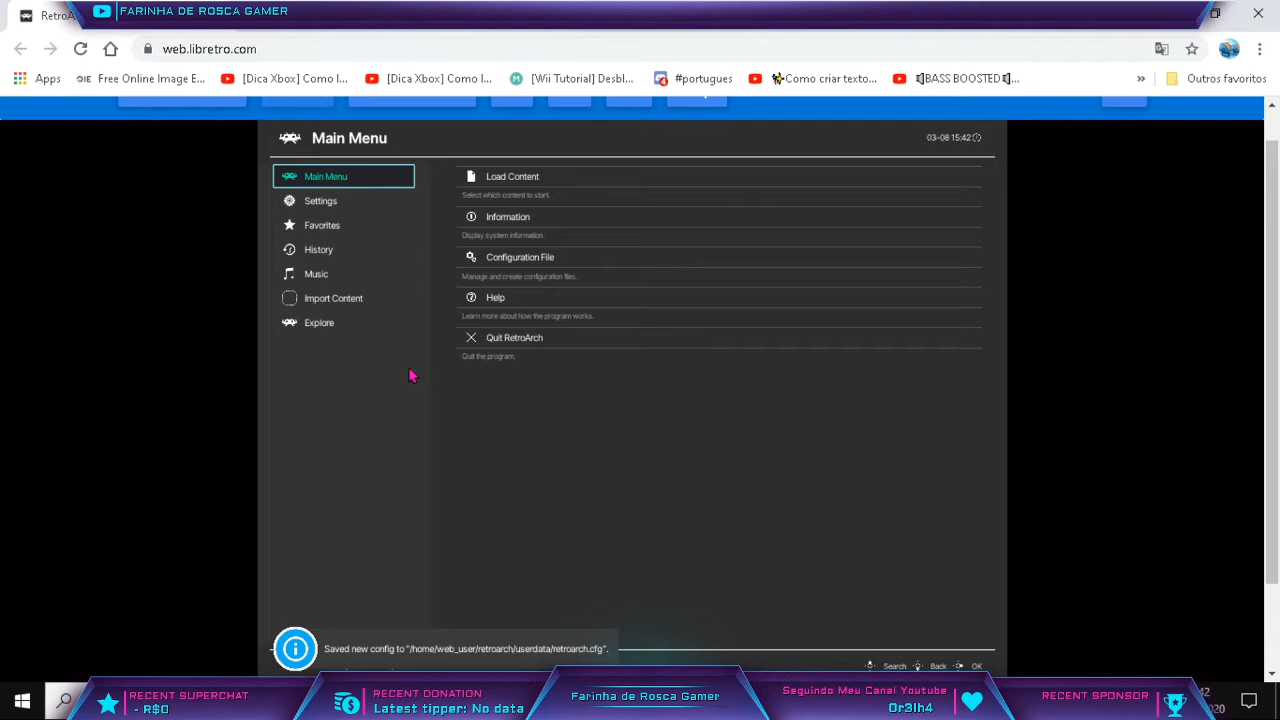 FARINHA DE ROSCA GAMER
RetroA
web.libretro.com
Apps
Free Online Image E...
[Dica Xbox] Como I...
[Dica Xbox] Como I...
[Wii Tutorial] Desbl...
#portugues
Como criar texto...
BASS BOOSTED
Outros favoritos
Main Menu
03-08 15:42
Main Menu
Settings
Favorites
History
Music
Import Content
Explore
Load Content
Select which content to start.
Information
Display system information.
Configuration File
Manage and create configuration files.
Help
Learn more about how the program works.
Quit RetroArch
Quit the program.
Saved new config to "/home/web_user/retroarch/userdata/retroarch.cfg".
Search
Back
OK
RECENT SUPERCHAT
- R$0
RECENT DONATION
Latest tipper: No data
Farinha de Rosca Gamer
Seguindo Meu Canal Youtube
0r3lh4
RECENT SPONSOR